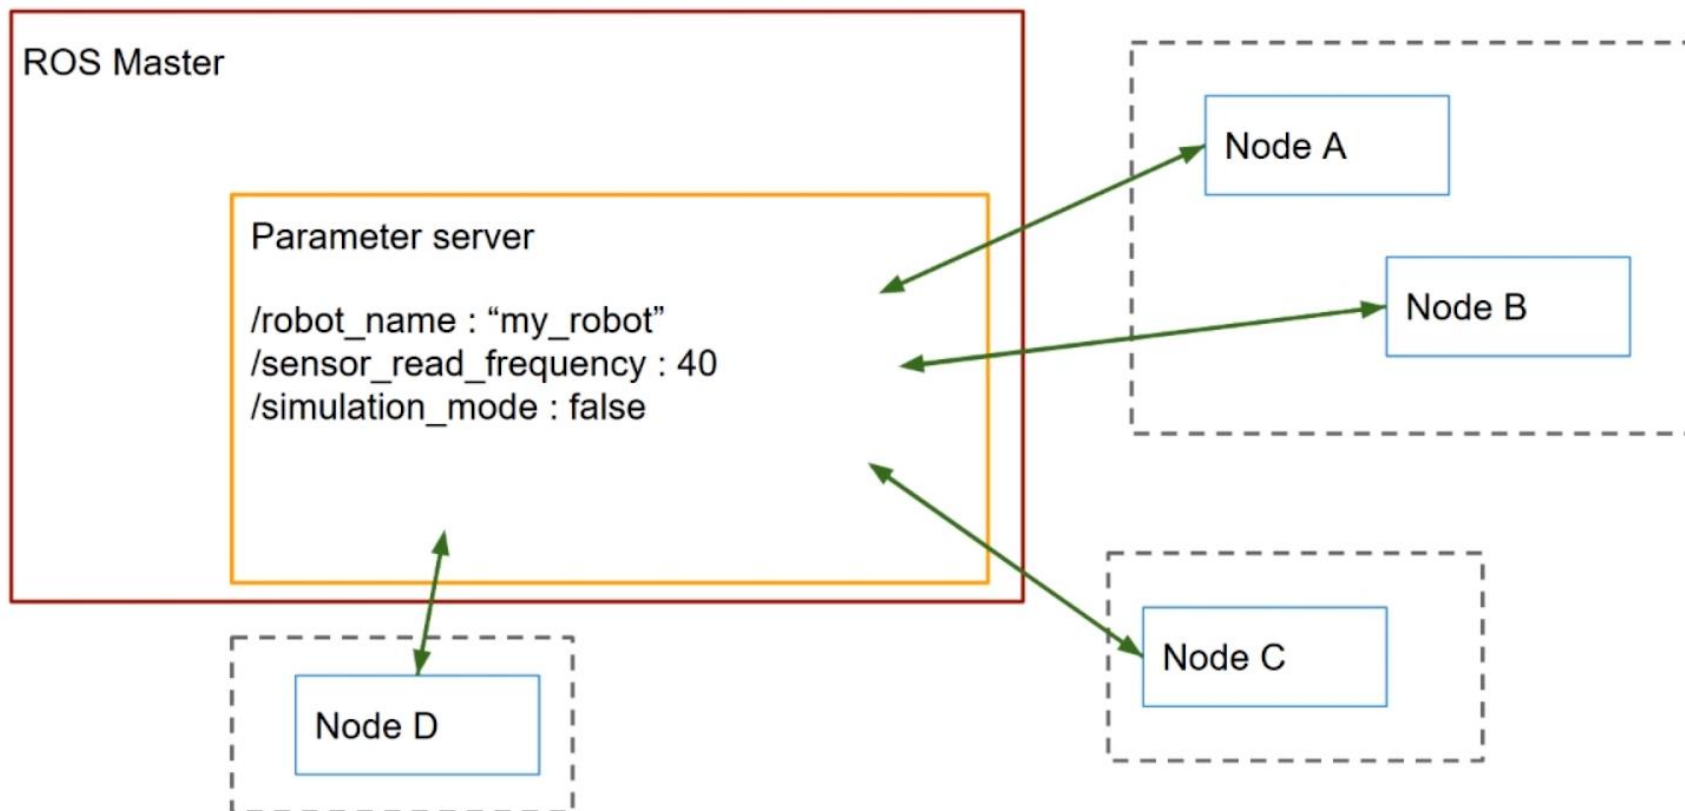 ROS Master
Parameter server
/robot_name : “my_robot”
/sensor_read_frequency : 40
/simulation_mode : false
Node A
Node B
Node C
Node D